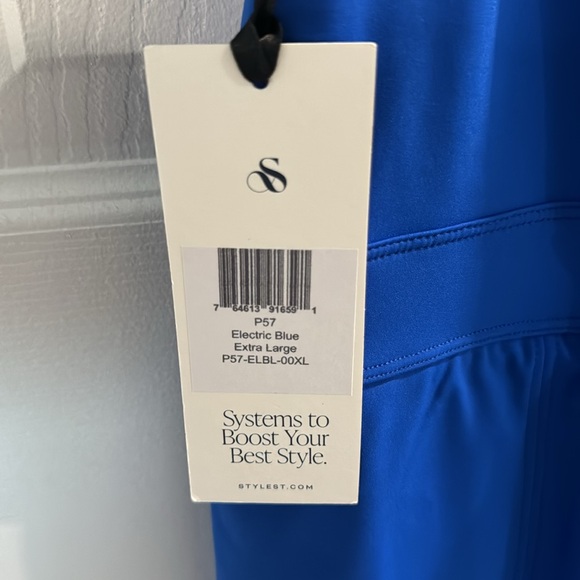 S
7 64613 91659 1
P57
Electric Blue
Extra Large
P57-ELBL-00XL
Systems to
Boost Your
Best Style.
STYLEST.COM